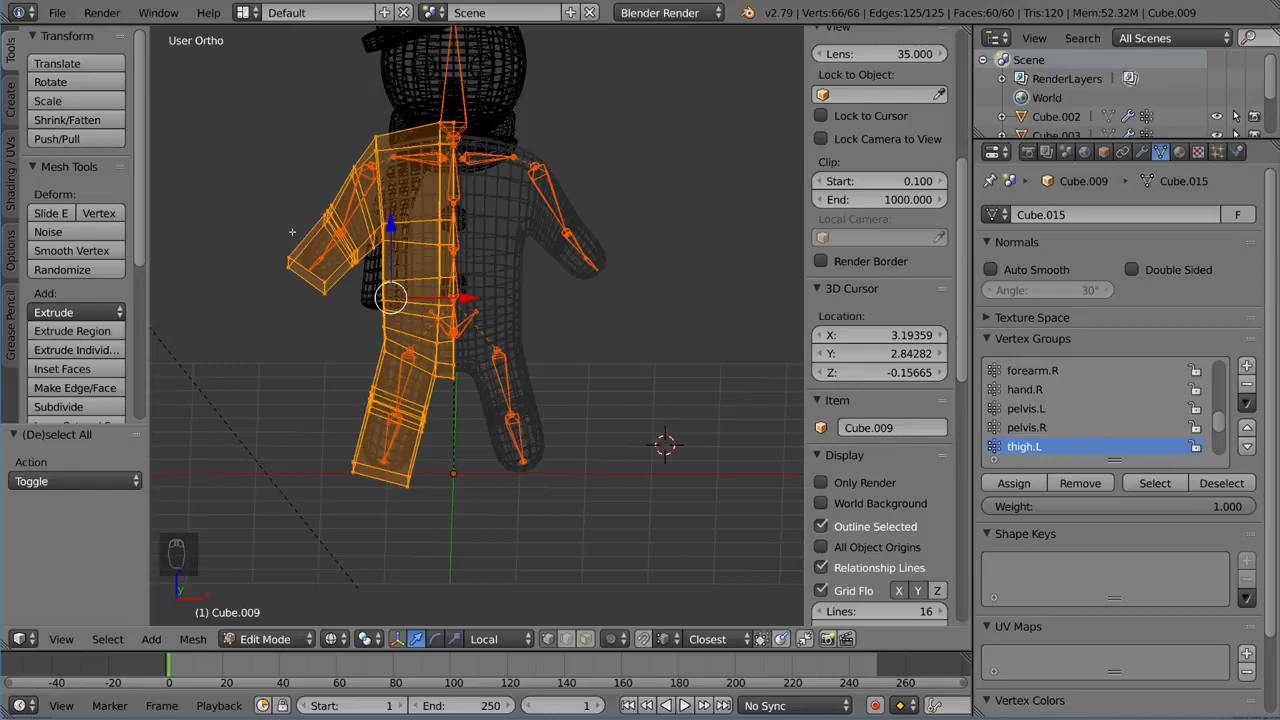 File Render Window Help Default Scene Blender Render v2.79 | Verts:66/66 | Edges:125/125 | Faces:60/60 | Tris:120 | Mem:52.32M | Cube.009
Tools
Create
Shading / UVs
Options
Grease Pencil
Transform
Translate
Rotate
Scale
Shrink/Fatten
Push/Pull
Mesh Tools
Deform:
Slide E Vertex
Noise
Smooth Vertex
Randomize
Add:
Extrude
Extrude Region
Extrude Individ...
Inset Faces
Make Edge/Face
Subdivide
(De)select All
Action
Toggle
User Ortho
(1) Cube.009
View
Lens: 35.000
Lock to Object:
Lock to Cursor
Lock Camera to View
Clip:
Start: 0.100
End: 1000.000
Local Camera:
Render Border
3D Cursor
Location:
X: 3.19359
Y: 2.84282
Z: -0.15665
Item
Cube.009
Display
Only Render
World Background
Outline Selected
All Object Origins
Relationship Lines
Grid Flo X Y Z
Lines: 16
View Search All Scenes
Scene
RenderLayers
World
Cube.002
Cube.003
Cube.009 Cube.015
Cube.015 F
Normals
Auto Smooth Double Sided
Angle: 30°
Texture Space
Vertex Groups
forearm.R
hand.R
pelvis.L
pelvis.R
thigh.L
Assign Remove Select Deselect
Weight: 1.000
Shape Keys
UV Maps
Vertex Colors
View Select Add Mesh Edit Mode Local Closest
-40 -20 0 20 40 60 80 100 120 140 160 180 200 220 240 260
View Marker Frame Playback Start: 1 End: 250 1 No Sync
y